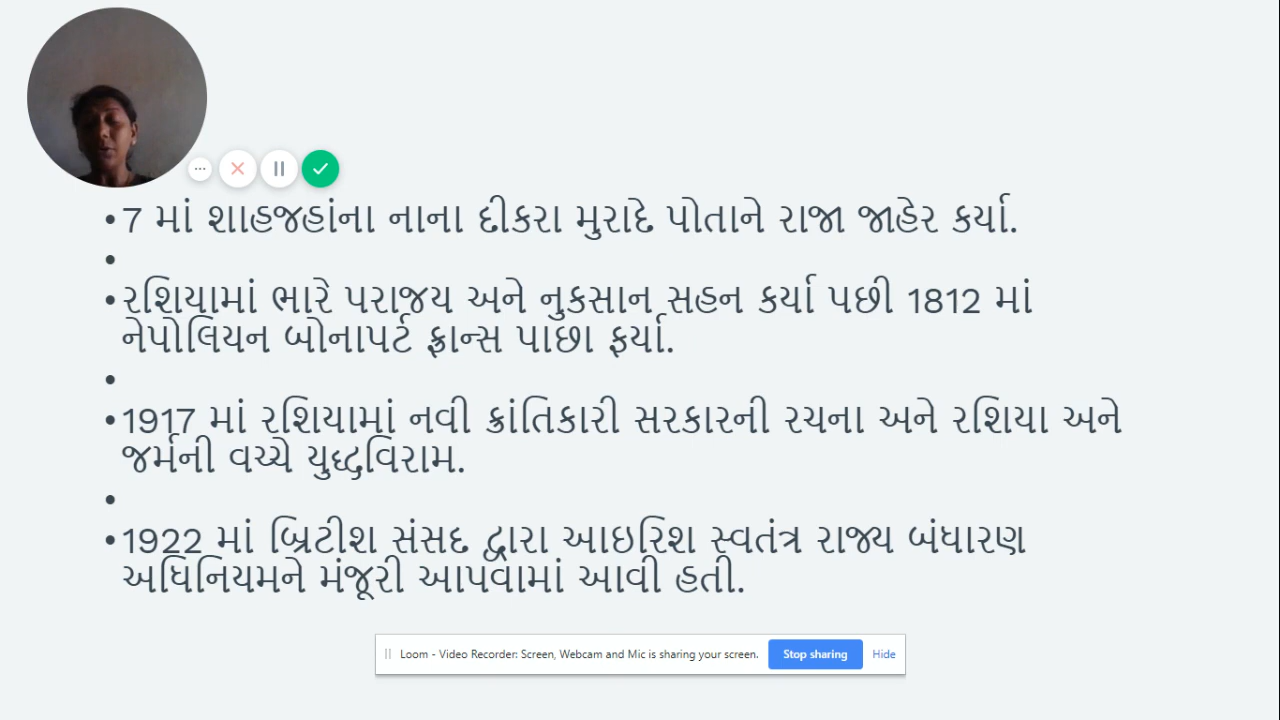 • 7 માં શાહજહાંના નાના દીકરા મુરાદે પોતાને રાજા જાહેર કર્યા.
•
• રશિયામાં ભારે પરાજય અને નુકસાન સહન કર્યા પછી 1812 માં
નેપોલિયન બોનાપર્ટ ફ્રાન્સ પાછા ફર્યા.
•
• 1917 માં રશિયામાં નવી ક્રાંતિકારી સરકારની રચના અને રશિયા અને
જર્મની વચ્ચે યુદ્ધવિરામ.
•
• 1922 માં બ્રિટીશ સંસદ દ્વારા આઇરિશ સ્વતંત્ર રાજ્ય બંધારણ
અધિનિયમને મંજૂરી આપવામાં આવી હતી.
Loom - Video Recorder: Screen, Webcam and Mic is sharing your screen. Stop sharing Hide